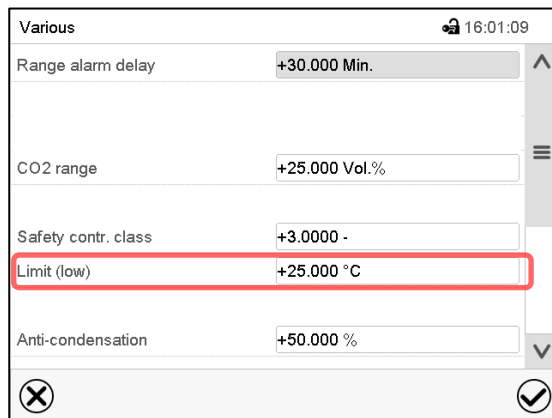 Various 16:01:09
Range alarm delay +30.000 Min.
CO2 range +25.000 Vol.%
Safety contr. class +3.0000 -
Limit (low) +25.000 °C
Anti-condensation +50.000 %